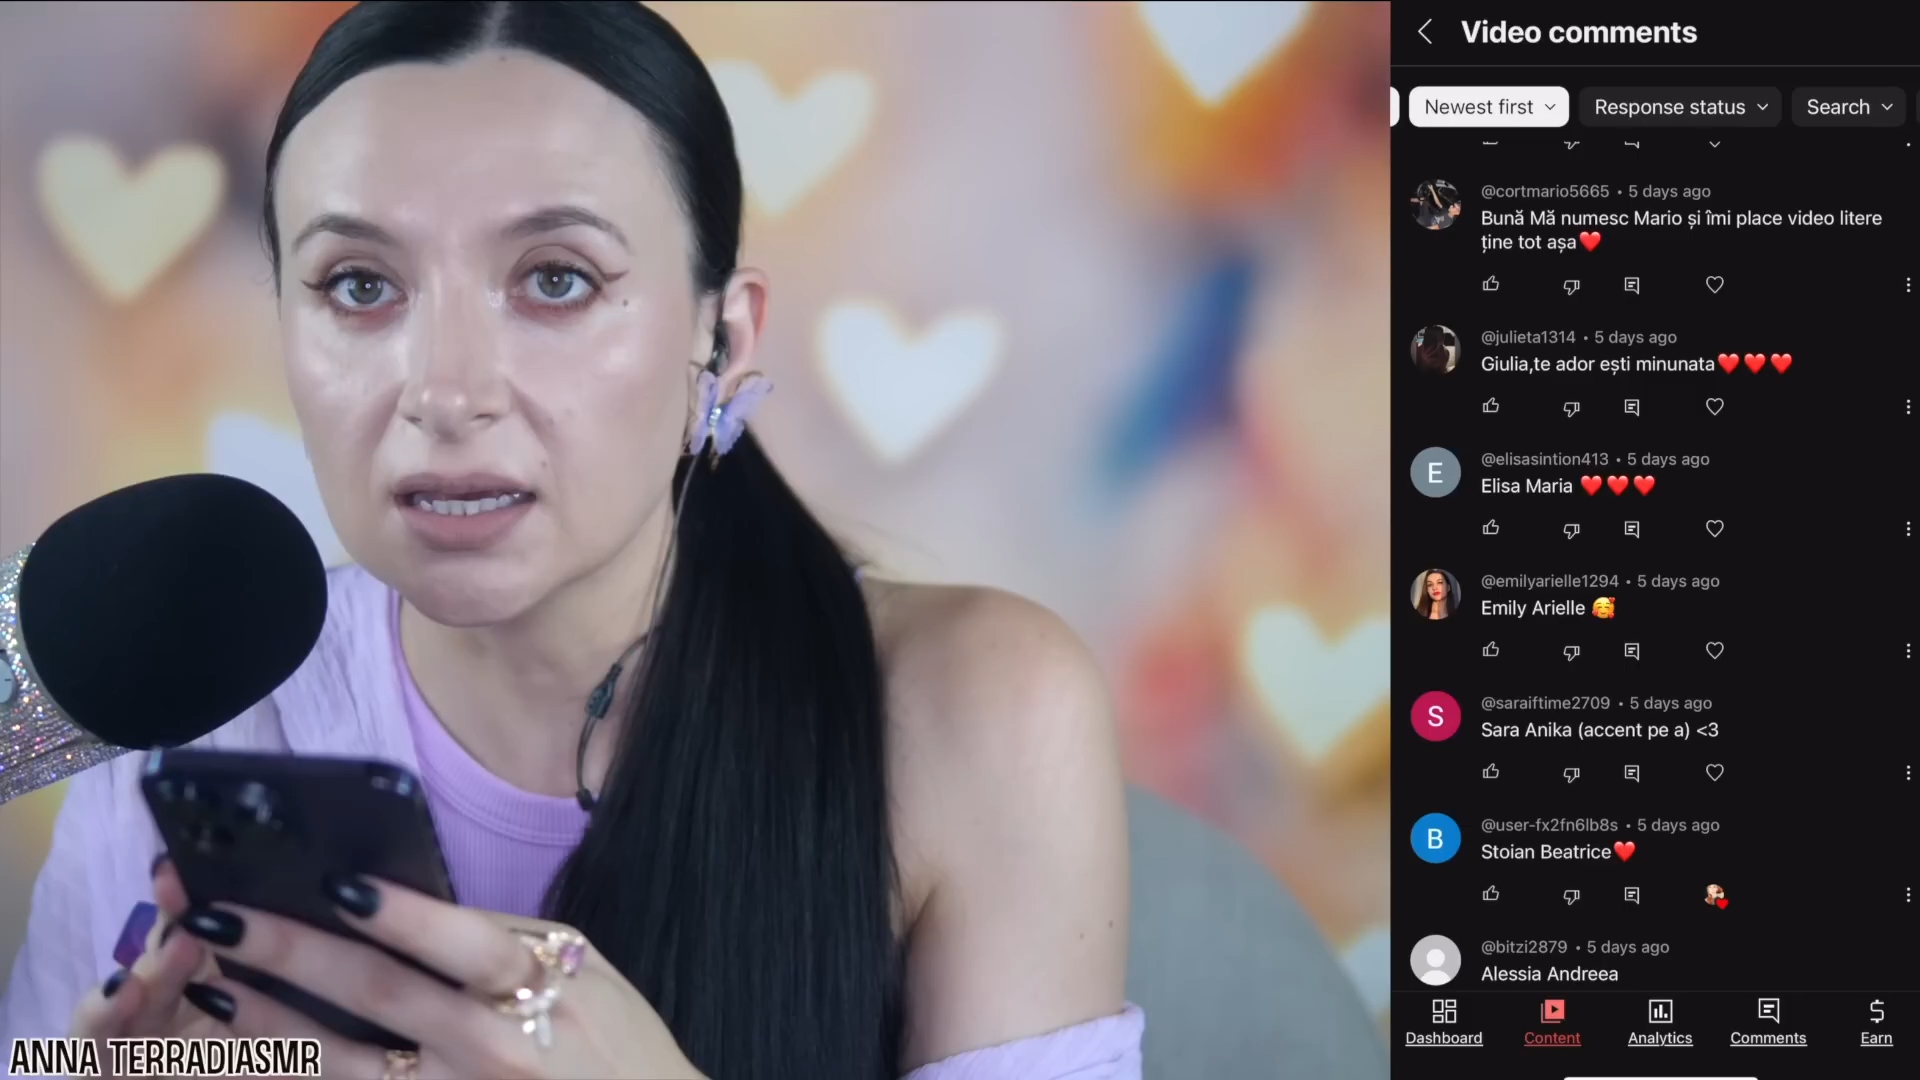 Video comments
Newest first
Response status
Search
@cortmario5665 • 5 days ago
Bună Mă numesc Mario și îmi place video litere
ține tot așa❤️
@julieta1314 • 5 days ago
Giulia,te ador ești minunata❤️❤️❤️
E
@elisasintion413 • 5 days ago
Elisa Maria ❤️❤️❤️
@emilyarielle1294 • 5 days ago
Emily Arielle 🥰
S
@saraiftime2709 • 5 days ago
Sara Anika (accent pe a) <3
B
@user-fx2fn6lb8s • 5 days ago
Stoian Beatrice❤️
@bitzi2879 • 5 days ago
Alessia Andreea
Dashboard
Content
Analytics
Comments
Earn
ANNA TERRADIASMR